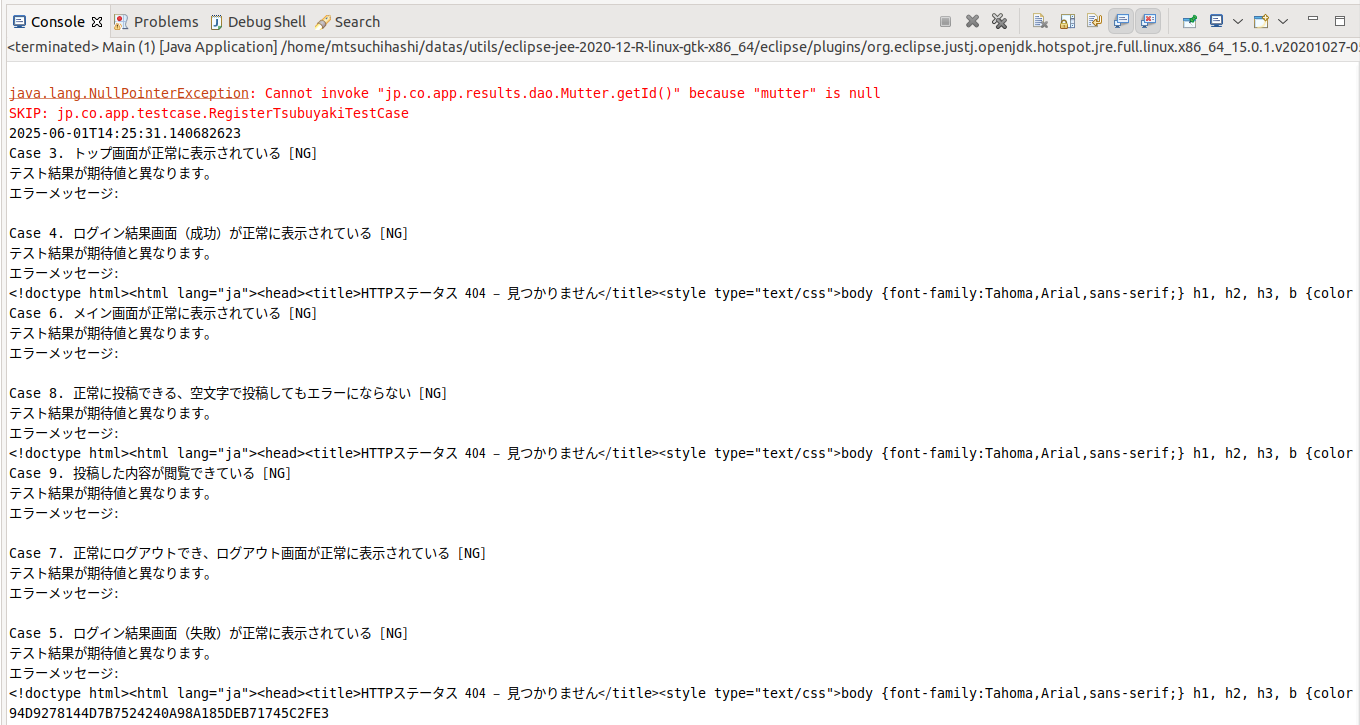 Console Problems Debug Shell Search
<terminated> Main (1) [Java Application] /home/mtsuchihashi/datas/utils/eclipse-jee-2020-12-R-linux-gtk-x86_64/eclipse/plugins/org.eclipse.justj.openjdk.hotspot.jre.full.linux.x86_64_15.0.1.v20201027-0
java.lang.NullPointerException: Cannot invoke "jp.co.app.results.dao.Mutter.getId()" because "mutter" is null
SKIP: jp.co.app.testcase.RegisterTsubuyakiTestCase
2025-06-01T14:25:31.140682623
Case 3. トップ画面が正常に表示されている [NG]
テスト結果が期待値と異なります。
エラーメッセージ:
Case 4. ログイン結果画面（成功）が正常に表示されている [NG]
テスト結果が期待値と異なります。
エラーメッセージ:
<!doctype html><html lang="ja"><head><title>HTTPステータス 404 – 見つかりません</title><style type="text/css">body {font-family:Tahoma,Arial,sans-serif;} h1, h2, h3, b {color
Case 6. メイン画面が正常に表示されている [NG]
テスト結果が期待値と異なります。
エラーメッセージ:
Case 8. 正常に投稿できる、空文字で投稿してもエラーにならない [NG]
テスト結果が期待値と異なります。
エラーメッセージ:
<!doctype html><html lang="ja"><head><title>HTTPステータス 404 – 見つかりません</title><style type="text/css">body {font-family:Tahoma,Arial,sans-serif;} h1, h2, h3, b {color
Case 9. 投稿した内容が閲覧できている [NG]
テスト結果が期待値と異なります。
エラーメッセージ:
Case 7. 正常にログアウトでき、ログアウト画面が正常に表示されている [NG]
テスト結果が期待値と異なります。
エラーメッセージ:
Case 5. ログイン結果画面（失敗）が正常に表示されている [NG]
テスト結果が期待値と異なります。
エラーメッセージ:
<!doctype html><html lang="ja"><head><title>HTTPステータス 404 – 見つかりません</title><style type="text/css">body {font-family:Tahoma,Arial,sans-serif;} h1, h2, h3, b {color
94D9278144D7B7524240A98A185DEB71745C2FE3